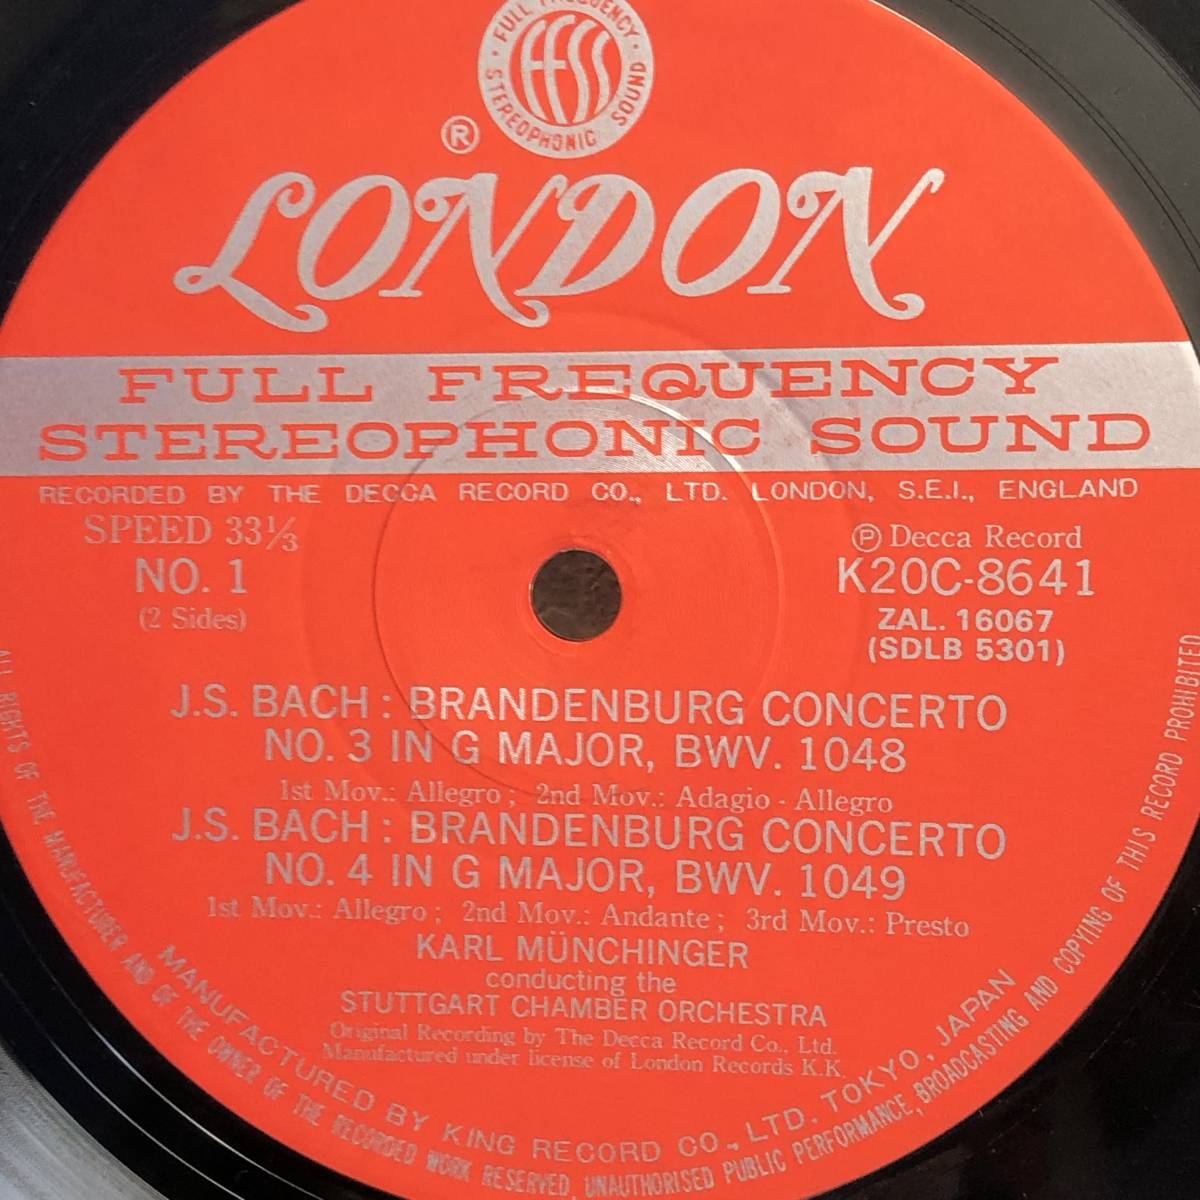 FULL FREQUENCY
STEREOPHONIC SOUND
®
LONDON
FULL FREQUENCY
STEREOPHONIC SOUND
RECORDED BY THE DECCA RECORD CO., LTD. LONDON, S.E.I., ENGLAND
SPEED 33⅓
NO. 1
(2 Sides)
Ⓟ Decca Record
K20C-8641
ZAL. 16067
(SDLB 5301)
J.S. BACH : BRANDENBURG CONCERTO
NO. 3 IN G MAJOR, BWV. 1048
1st Mov.: Allegro ; 2nd Mov.: Adagio - Allegro
J.S. BACH : BRANDENBURG CONCERTO
NO. 4 IN G MAJOR, BWV. 1049
1st Mov.: Allegro ; 2nd Mov.: Andante ; 3rd Mov.: Presto
KARL MÜNCHINGER
conducting the
STUTTGART CHAMBER ORCHESTRA
Original Recording by The Decca Record Co., Ltd.
Manufactured under license of London Records K.K.
MANUFACTURED BY KING RECORD CO., LTD. TOKYO, JAPAN
ALL RIGHTS OF THE MANUFACTURER AND OF THE OWNER OF THE RECORDED WORK RESERVED, UNAUTHORISED PUBLIC PERFORMANCE, BROADCASTING AND COPYING OF THIS RECORD PROHIBITED